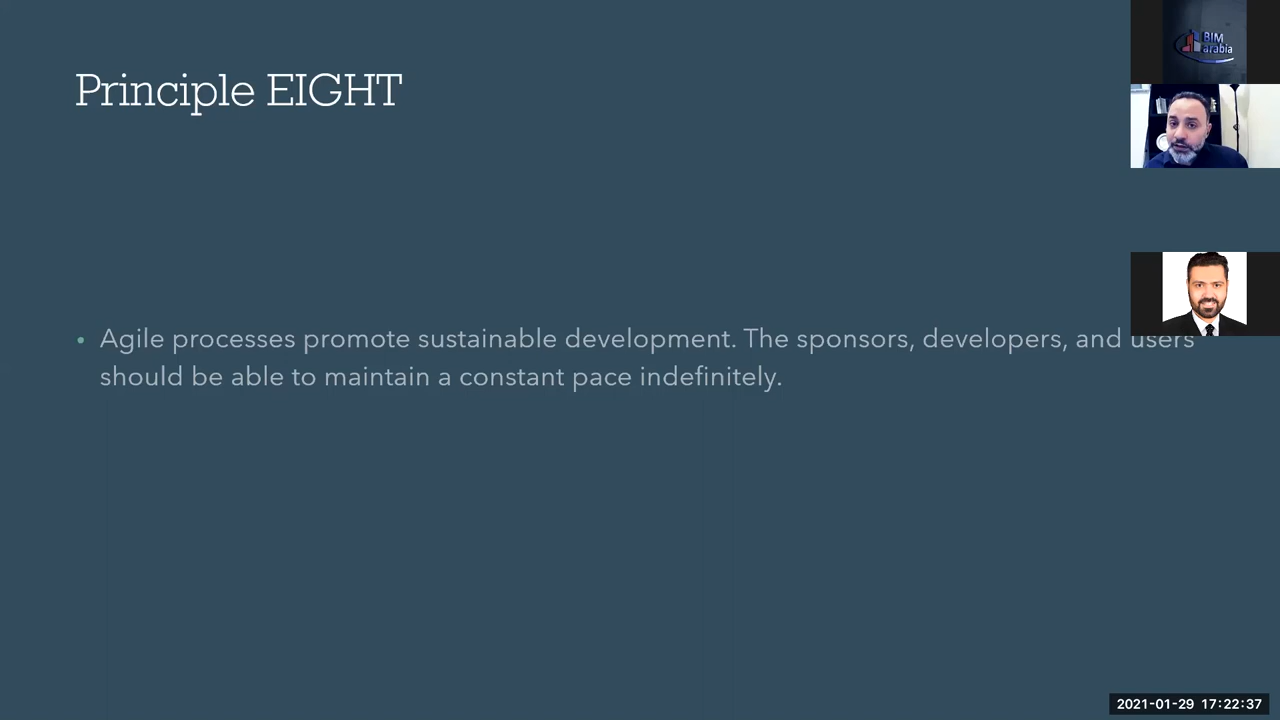 Principle EIGHT
BIM
arabia
• Agile processes promote sustainable development. The sponsors, developers, and users
should be able to maintain a constant pace indefinitely.
2021-01-29 17:22:37